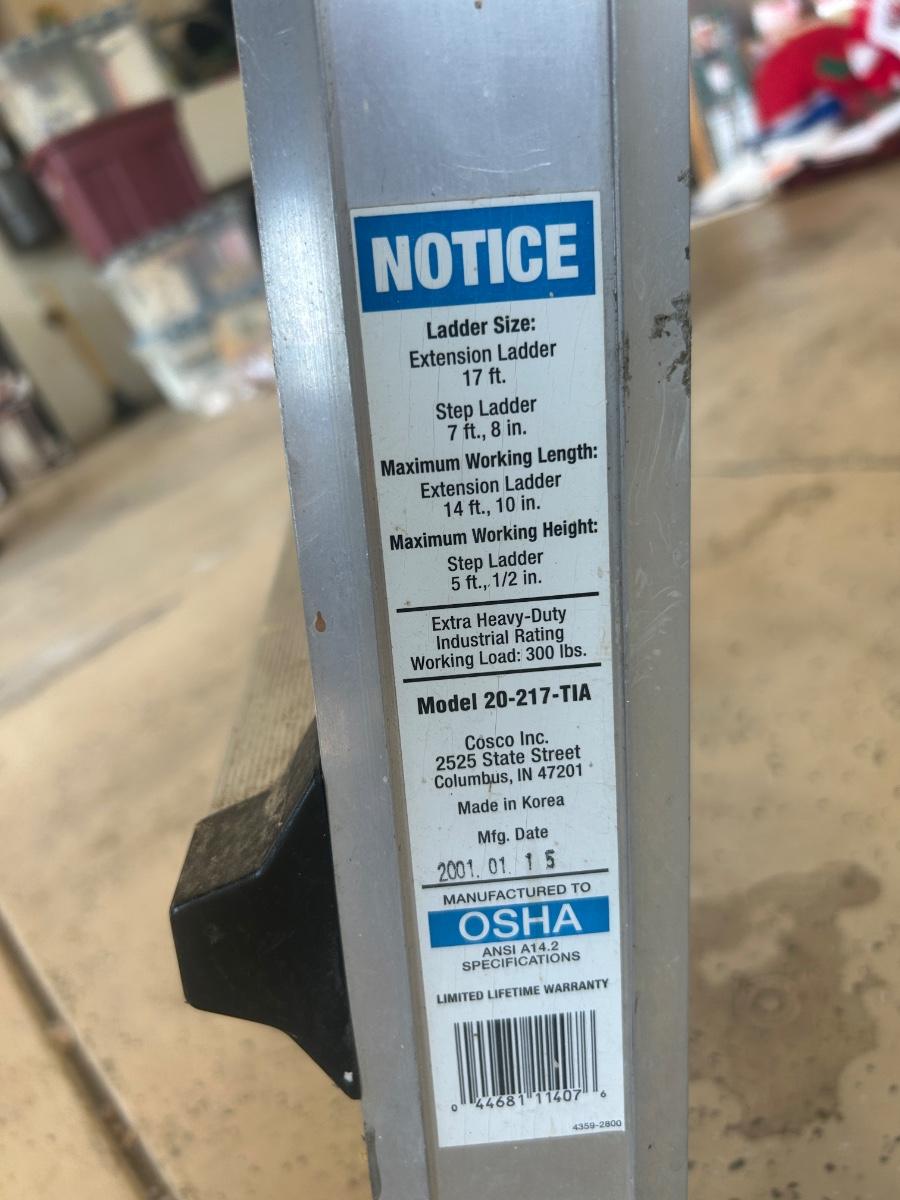 NOTICE
Ladder Size:
Extension Ladder
17 ft.
Step Ladder
7 ft., 8 in.
Maximum Working Length:
Extension Ladder
14 ft., 10 in.
Maximum Working Height:
Step Ladder
5 ft., 1/2 in.
Extra Heavy-Duty
Industrial Rating
Working Load: 300 lbs.
Model 20-217-TIA
Cosco Inc.
2525 State Street
Columbus, IN 47201
Made in Korea
Mfg. Date
2001. 01. 1 5
MANUFACTURED TO
OSHA
ANSI A14.2
SPECIFICATIONS
LIMITED LIFETIME WARRANTY
0 44681 11407 6
4359-2800